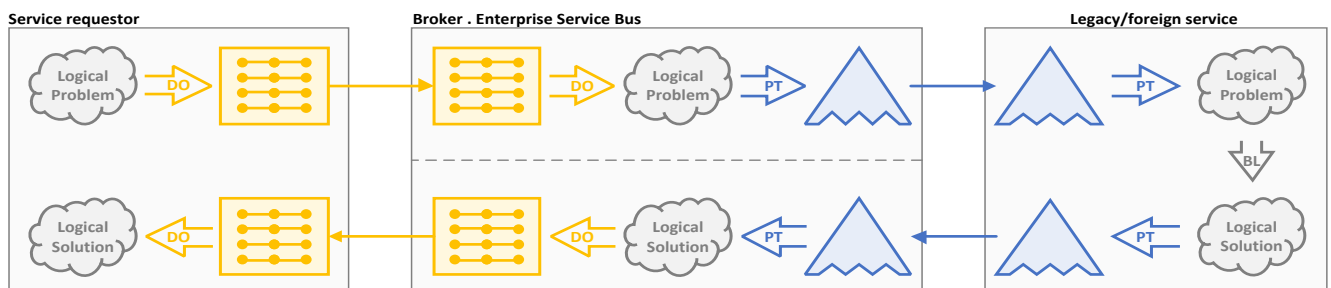 Service requestor
Broker . Enterprise Service Bus
Legacy/foreign service
Logical
Problem
DO
DO
Logical
Problem
PT
PT
Logical
Problem
BL
Logical
Solution
DO
DO
Logical
Solution
PT
PT
Logical
Solution